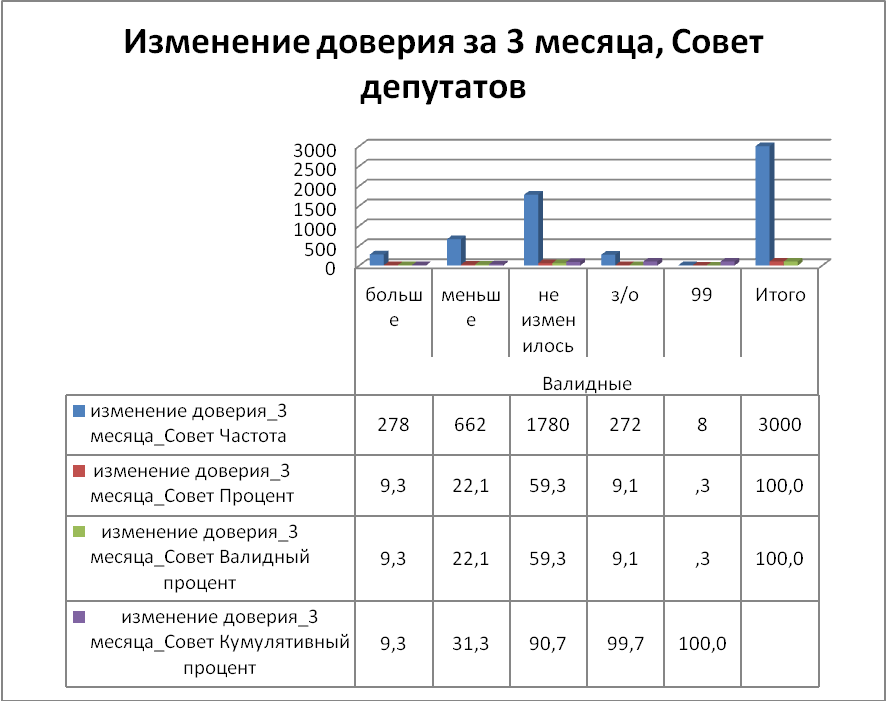 Изменение доверия за 3 месяца, Совет
депутатов
3000
2500
2000
1500
1000
500
0
больш
е
меньш
е
не
измен
илось
з/о
99
Итого
Валидные
изменение доверия_3
месяца_Совет Частота
278 662 1780 272 8 3000
изменение доверия_3
месяца_Совет Процент
9,3 22,1 59,3 9,1 ,3 100,0
изменение доверия_3
месяца_Совет Валидный
процент
9,3 22,1 59,3 9,1 ,3 100,0
изменение доверия_3
месяца_Совет Кумулятивный
процент
9,3 31,3 90,7 99,7 100,0